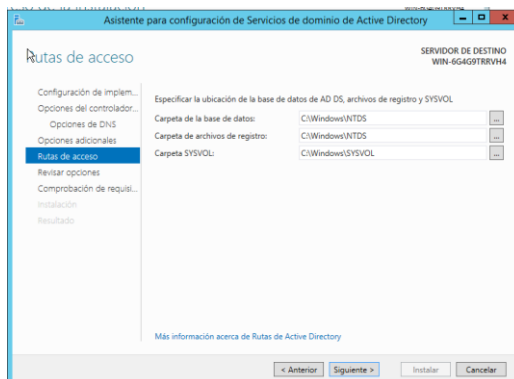 Asistente para configuración de Servicios de dominio de Active Directory
Rutas de acceso
SERVIDOR DE DESTINO
WIN-6G4G9TRRVH4
Configuración de implem...
Opciones del controlador...
Opciones de DNS
Opciones adicionales
Rutas de acceso
Revisar opciones
Comprobación de requisi...
Instalación
Resultado
Especificar la ubicación de la base de datos de AD DS, archivos de registro y SYSVOL
Carpeta de la base de datos: C:\Windows\NTDS ...
Carpeta de archivos de registro: C:\Windows\NTDS ...
Carpeta SYSVOL: C:\Windows\SYSVOL ...
Más información acerca de Rutas de Active Directory
< Anterior Siguiente > Instalar Cancelar